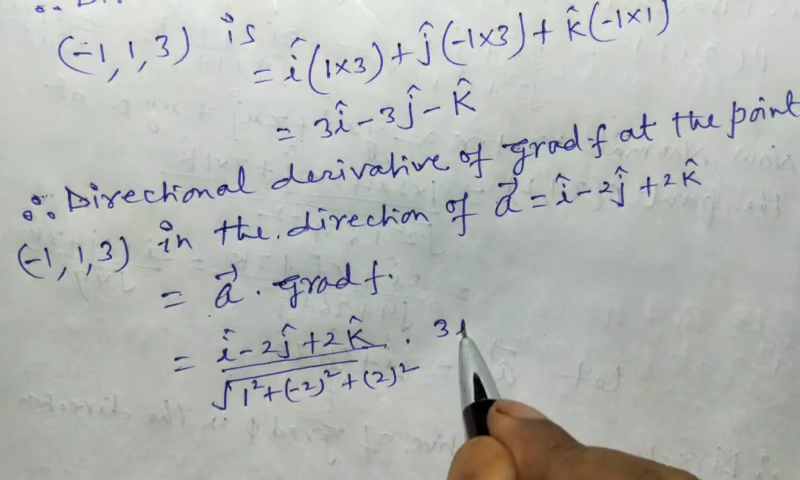 (-1, 1, 3) is
= î(1×3) + ĵ(-1×3) + k̂(-1×1)
= 3î - 3ĵ - k̂
∴ Directional derivative of grad f at the point
(-1, 1, 3) in the direction of a⃗ = î - 2ĵ + 2k̂
= a⃗ . grad f.
= î - 2ĵ + 2k̂ / √1² + (-2)² + (2)² . 3